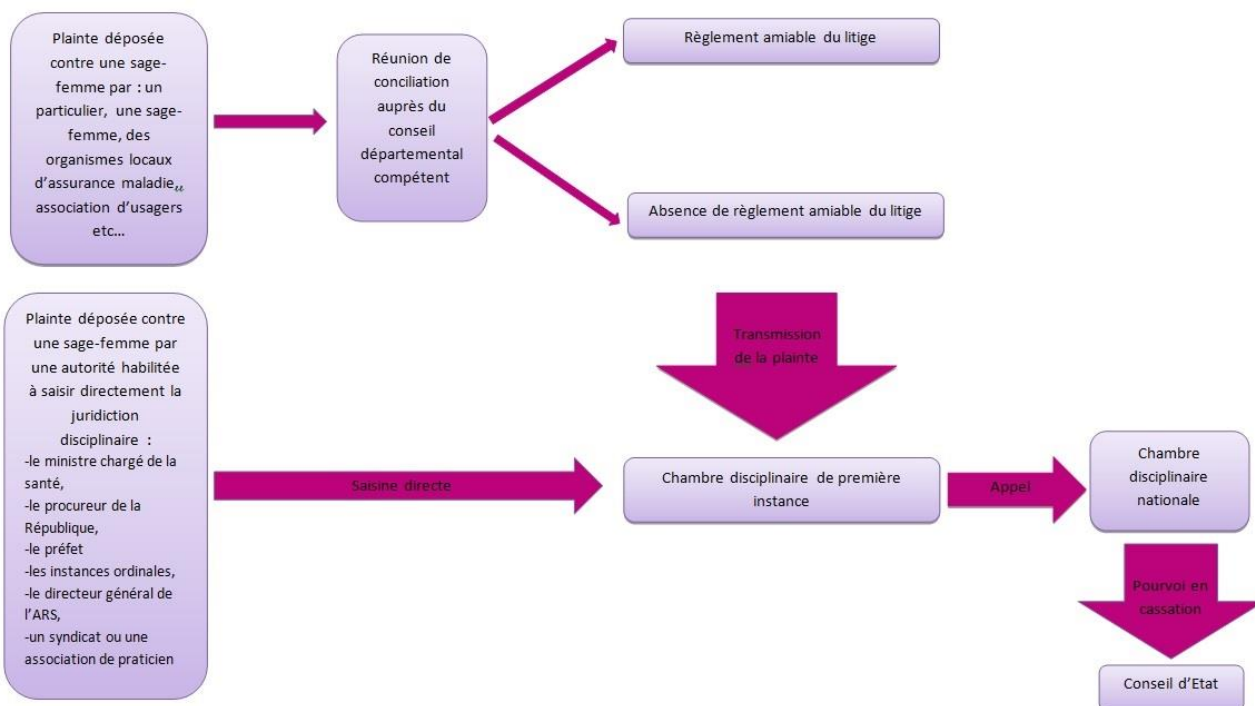 Plainte déposée
contre une sage-
femme par : un
particulier, une sage-
femme, des
organismes locaux
d’assurance maladie,,
association d’usagers
etc…
Réunion de
conciliation
auprès du
conseil
départemental
compétent
Règlement amiable du litige
Absence de règlement amiable du litige
Transmission
de la plainte
Plainte déposée contre
une sage-femme par
une autorité habilitée
à saisir directement la
juridiction
disciplinaire :
-le ministre chargé de la
santé,
-le procureur de la
République,
-le préfet
-les instances ordinales,
-le directeur général de
l’ARS,
-un syndicat ou une
association de praticien
Saisine directe
Chambre disciplinaire de première
instance
Appel
Chambre
disciplinaire
nationale
Pourvoi en
cassation
Conseil d’Etat